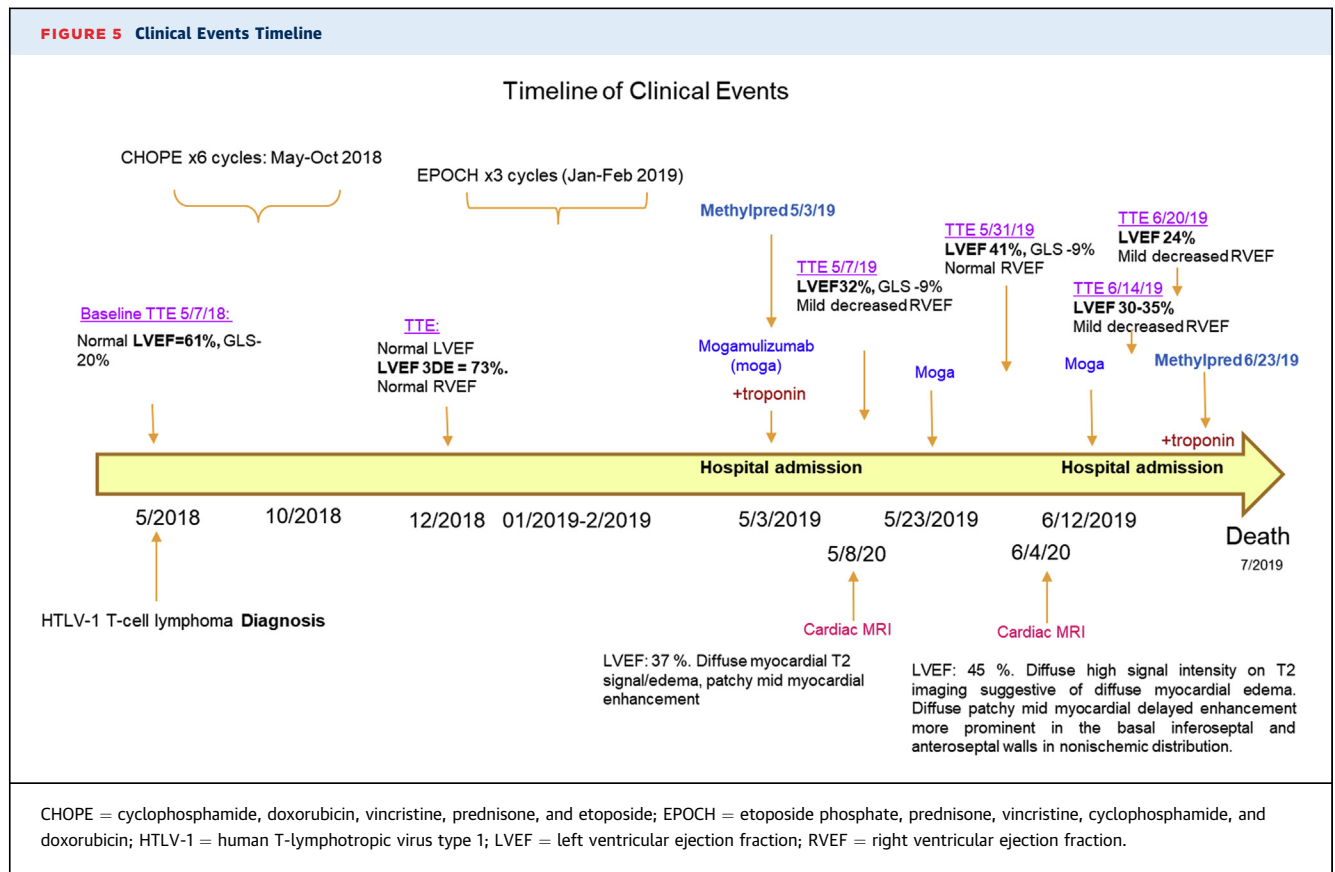 FIGURE 5 Clinical Events Timeline
Timeline of Clinical Events
CHOPE x6 cycles: May-Oct 2018
EPOCH x3 cycles (Jan-Feb 2019)
Baseline TTE 5/7/18:
Normal LVEF=61%, GLS-
20%
TTE:
Normal LVEF
LVEF 3DE = 73%.
Normal RVEF
Methylpred 5/3/19
Mogamulizumab
(moga)
+troponin
TTE 5/7/19
LVEF32%, GLS -9%
Mild decreased RVEF
Moga
TTE 5/31/19
LVEF 41%, GLS -9%
Normal RVEF
Moga
TTE 6/20/19
LVEF 24%
Mild decreased RVEF
TTE 6/14/19
LVEF 30-35%
Mild decreased RVEF
Methylpred 6/23/19
+troponin
Hospital admission
Hospital admission
5/2018
10/2018
12/2018
01/2019-2/2019
5/3/2019
5/23/2019
6/12/2019
Death
7/2019
5/8/20
6/4/20
HTLV-1 T-cell lymphoma Diagnosis
Cardiac MRI
LVEF: 37 %. Diffuse myocardial T2
signal/edema, patchy mid myocardial
enhancement
Cardiac MRI
LVEF: 45 %. Diffuse high signal intensity on T2
imaging suggestive of diffuse myocardial edema.
Diffuse patchy mid myocardial delayed enhancement
more prominent in the basal inferoseptal and
anteroseptal walls in nonischemic distribution.
CHOPE = cyclophosphamide, doxorubicin, vincristine, prednisone, and etoposide; EPOCH = etoposide phosphate, prednisone, vincristine, cyclophosphamide, and
doxorubicin; HTLV-1 = human T-lymphotropic virus type 1; LVEF = left ventricular ejection fraction; RVEF = right ventricular ejection fraction.